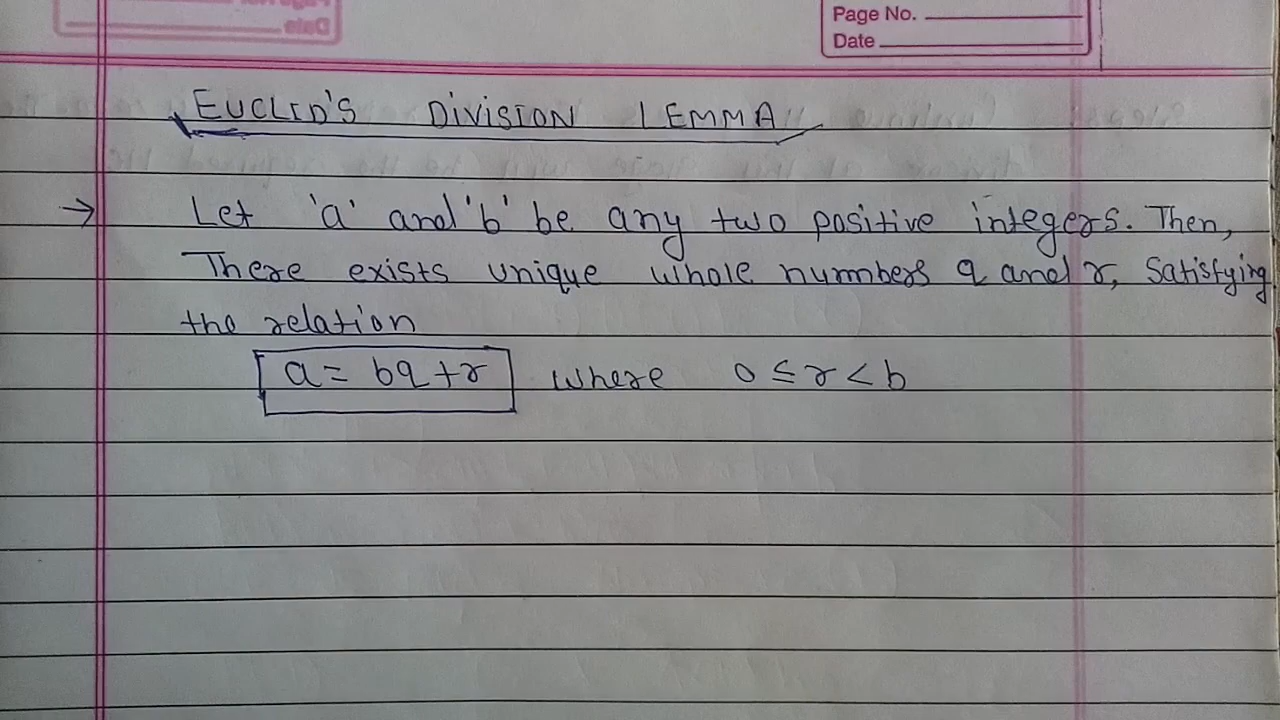 Page No.
Date
EUCLID'S DIVISION LEMMA
→ Let 'a' and 'b' be any two positive integers. Then,
There exists unique whole numbers q and r, satisfying
the relation
a = bq + r where 0 ≤ r < b